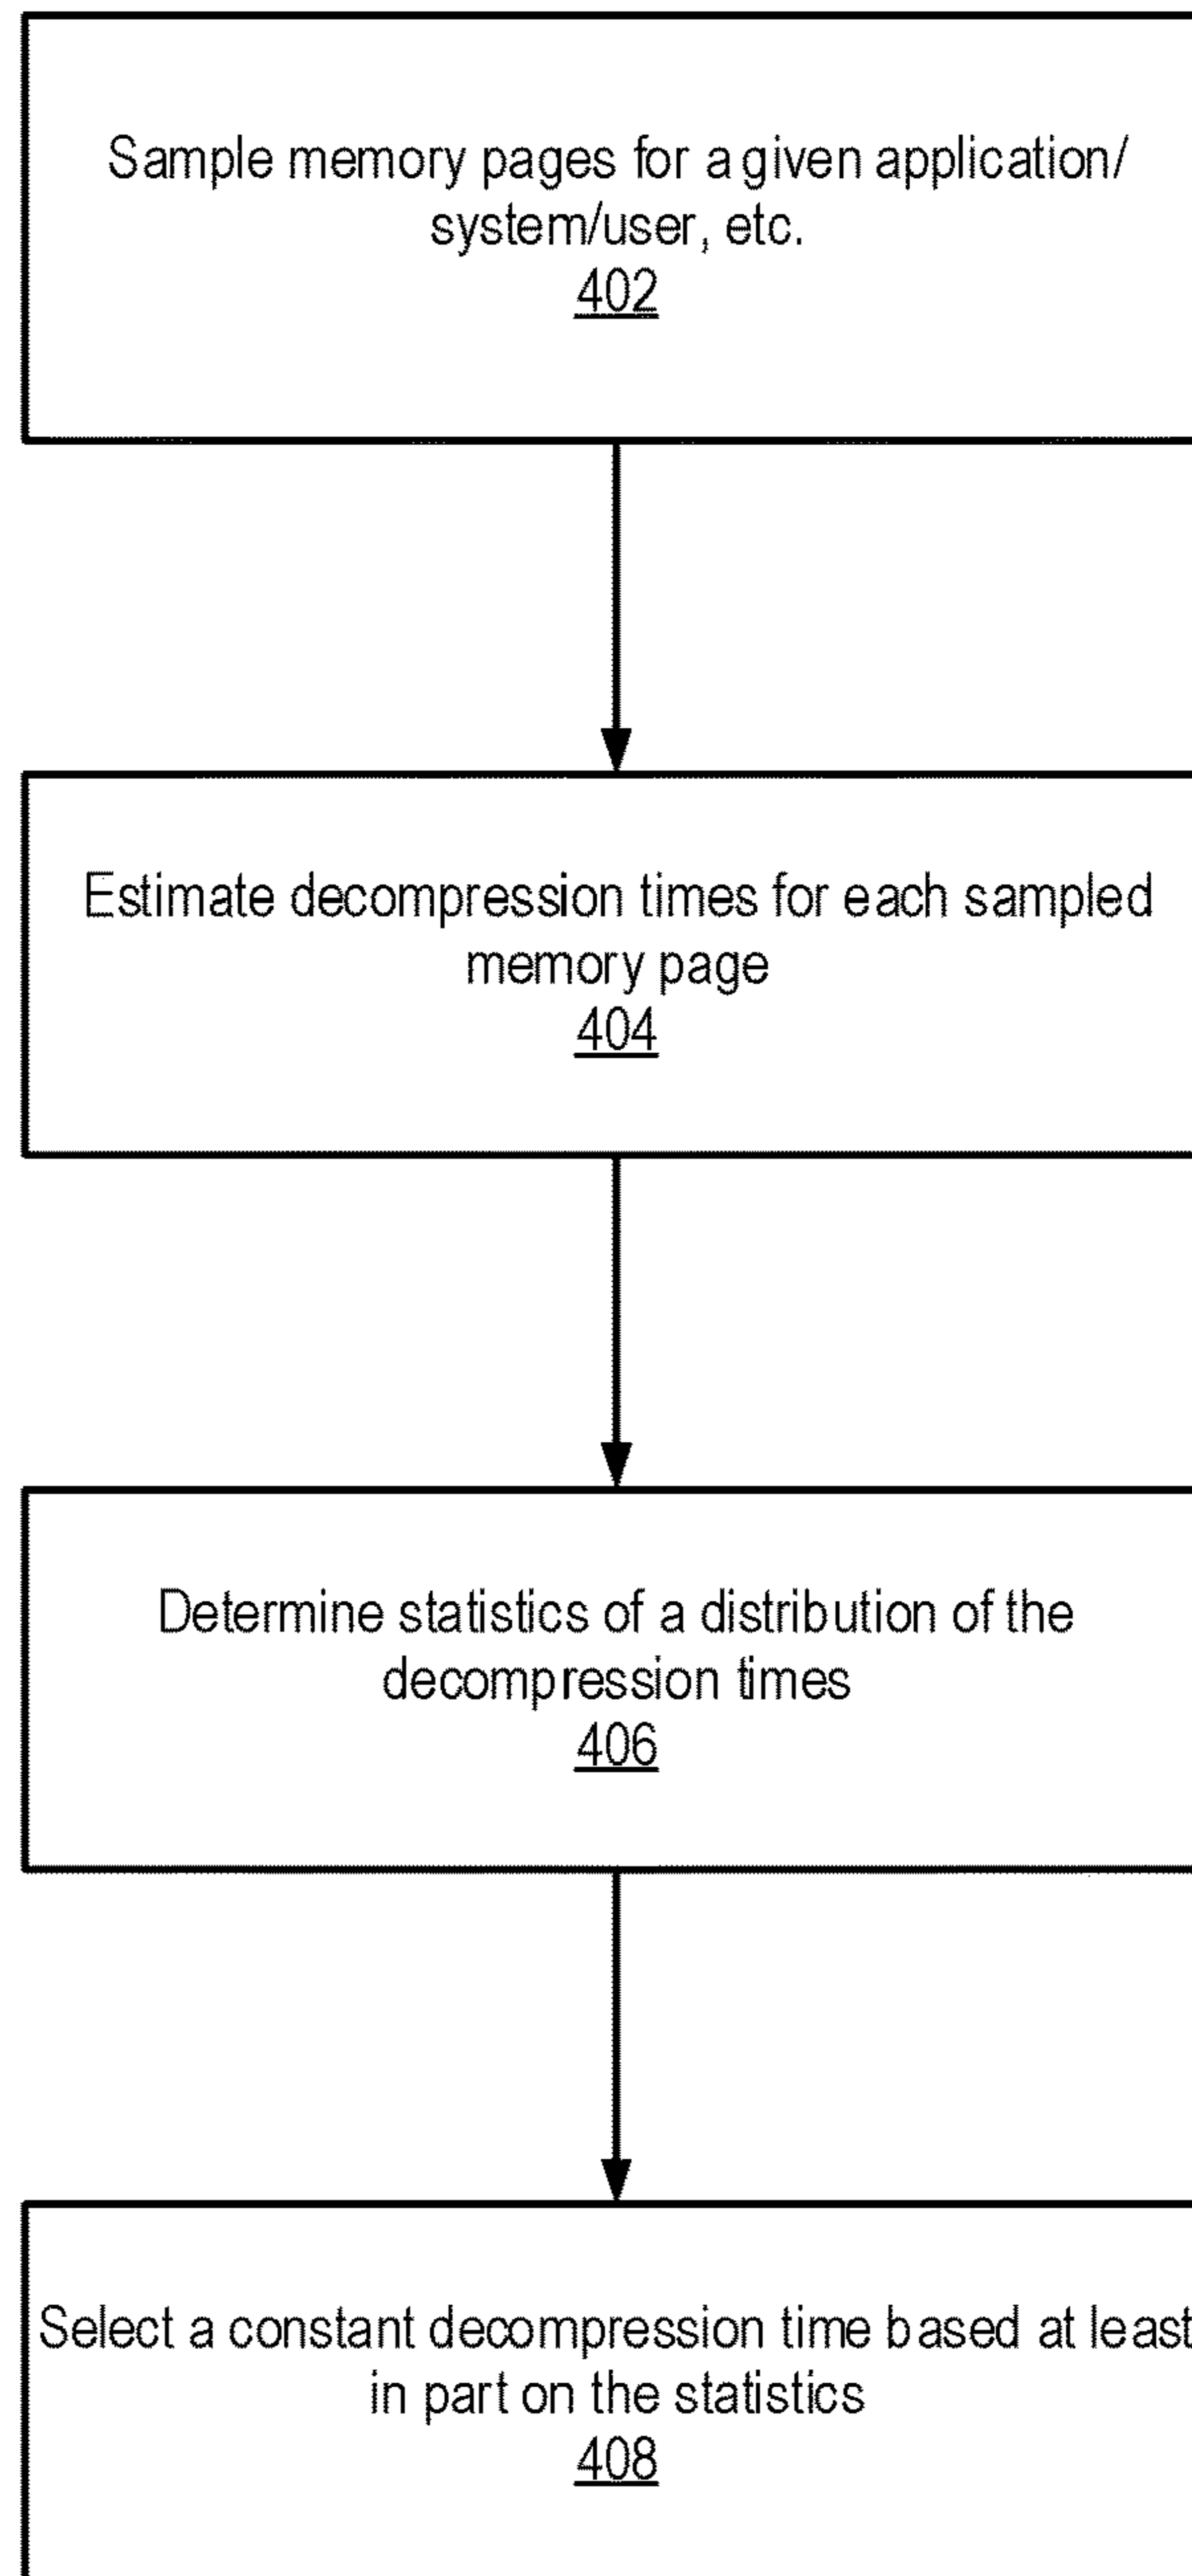 Sample memory pages for a given application/
system/user, etc.
402
Estimate decompression times for each sampled
memory page
404
Determine statistics of a distribution of the
decompression times
406
Select a constant decompression time based at least
in part on the statistics
408